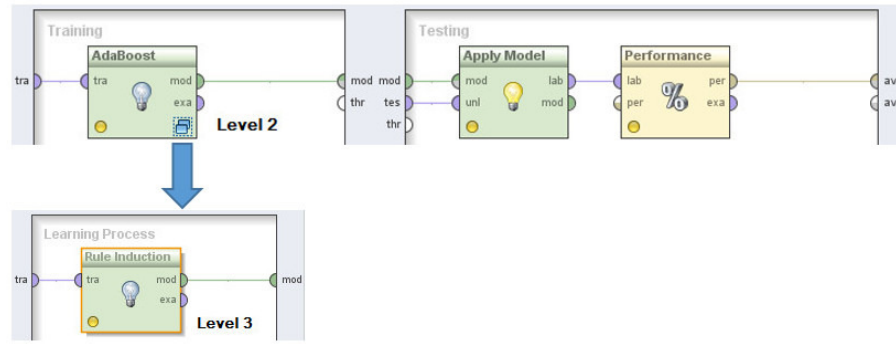 Training
Testing
AdaBoost
Apply Model
Performance
tra
tra
mod
mod
mod
mod
lab
lab
per
av
exa
thr
tes
unl
mod
per
exa
av
Level 2
thr
Learning Process
Rule Induction
tra
tra
mod
mod
exa
Level 3